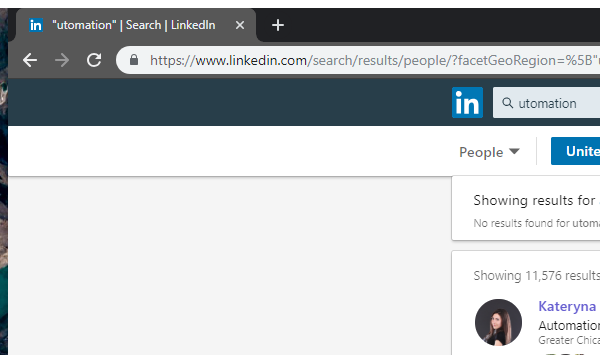 "utomation" | Search | LinkedIn
https://www.linkedin.com/search/results/people/?facetGeoRegion=%5B"
in
utomation
People
Unite
Showing results for
No results found for utoma
Showing 11,576 results
Kateryna
Automation
Greater Chica